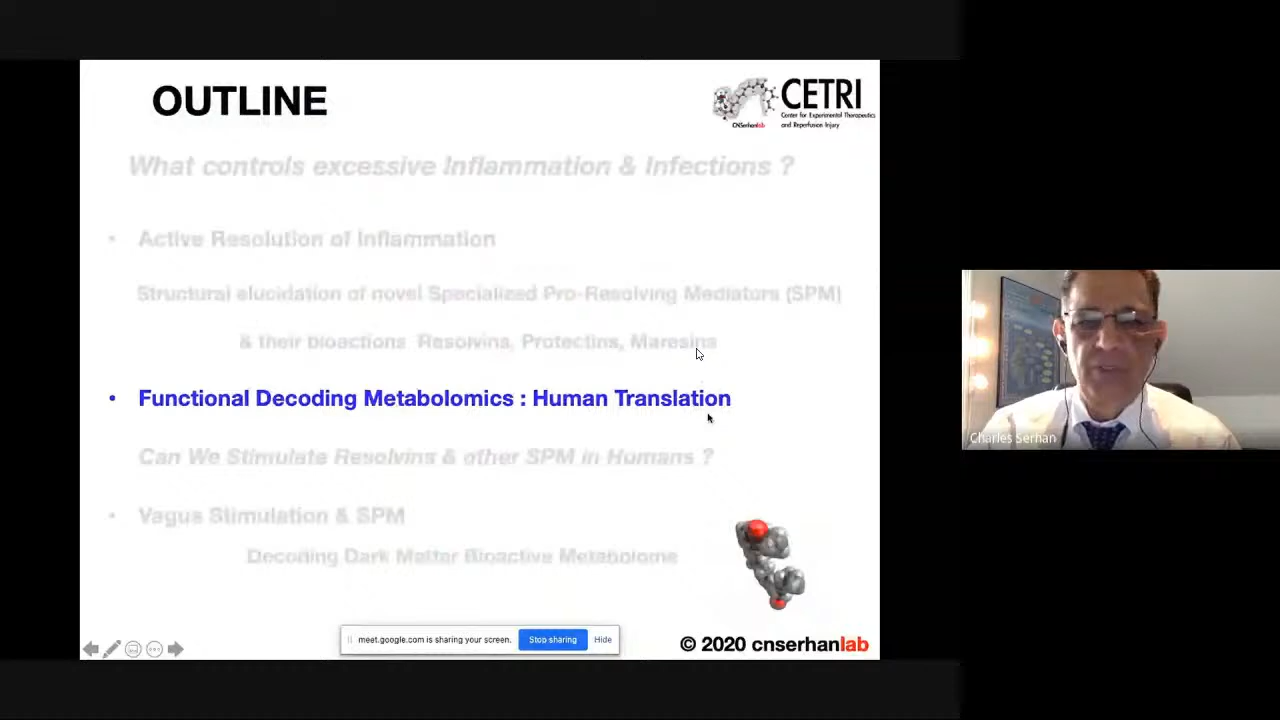 OUTLINE
CETRI
Center for Experimental Therapeutics
and Reperfusion Injury
CNSerhanlab
What controls excessive Inflammation & Infections ?
• Active Resolution of Inflammation
Structural elucidation of novel Specialized Pro-Resolving Mediators (SPM)
& their bioactions Resolvins, Protectins, Maresins
• Functional Decoding Metabolomics : Human Translation
Can We Stimulate Resolvins & other SPM in Humans ?
• Vagus Stimulation & SPM
Decoding Dark Matter Bioactive Metabolome
meet.google.com is sharing your screen.
Stop sharing
Hide
© 2020 cnserhanlab
Charles Serhan